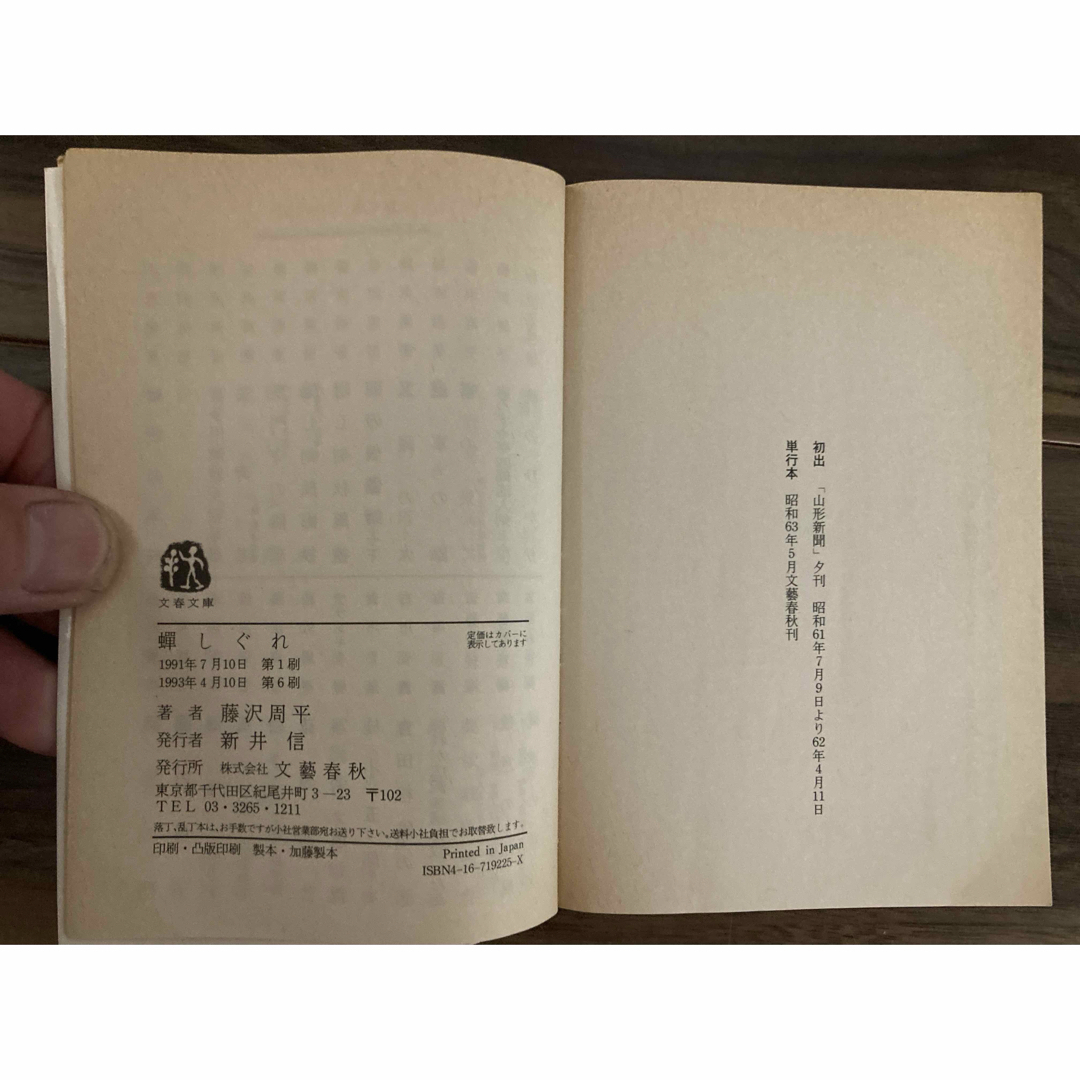 初出　「山形新聞」夕刊　昭和61年7月9日より62年4月11日
単行本　昭和63年5月文藝春秋刊
文春文庫
蟬しぐれ
定価はカバーに
表示してあります
1991年7月10日　第1刷
1993年4月10日　第6刷
著　者　藤沢周平
発行者　新井　信
発行所　株式会社 文藝春秋
東京都千代田区紀尾井町3―23　〒102
TEL 03・3265・1211
落丁、乱丁本は、お手数ですが小社営業部宛お送り下さい。送料小社負担でお取替致します。
印刷・凸版印刷　製本・加藤製本
Printed in Japan
ISBN4-16-719225-X